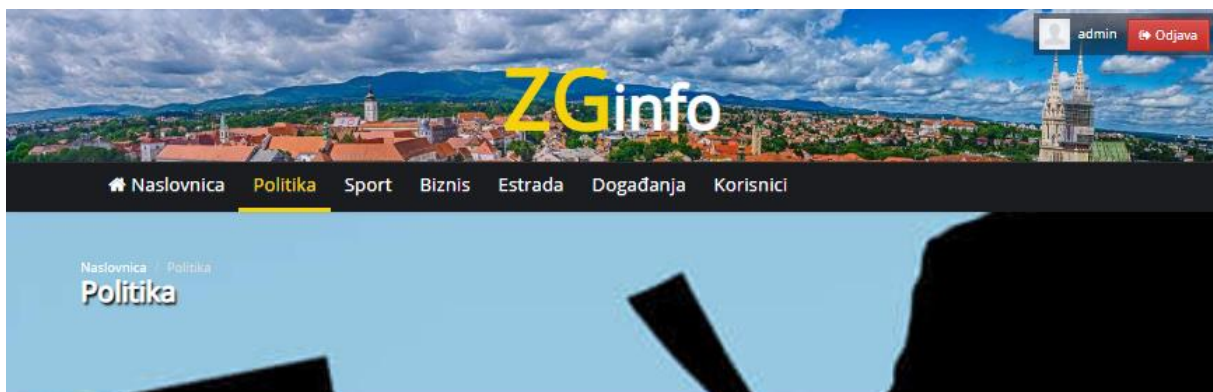 admin Odjava
ZGinfo
Naslovnica Politika Sport Biznis Estrada Događanja Korisnici
Naslovnica / Politika
Politika